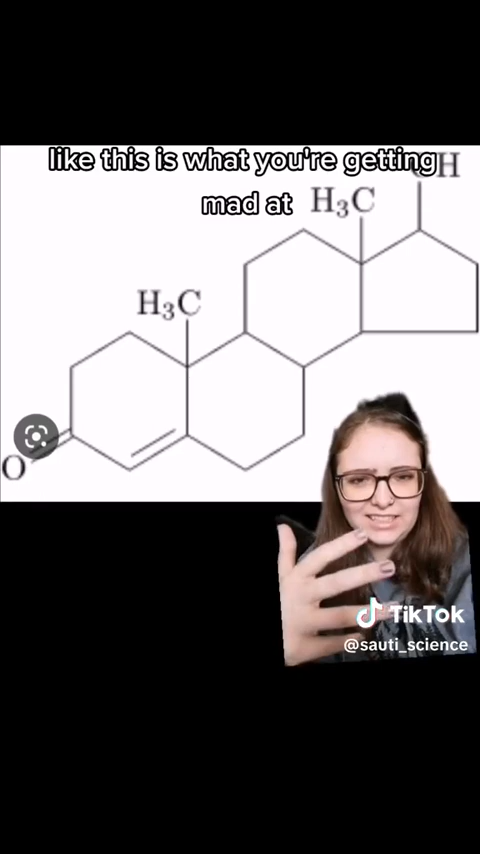 like this is what you're getting
mad at
H
H₃C
H₃C
O
TikTok
@sauti_science